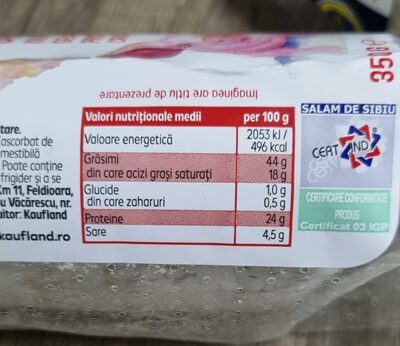 Imaginea are titlu de prezentare
350G
Valori nutriționale medii per 100 g
Valoare energetică 2053 kJ /
496 kcal
Grăsimi 44 g
din care acizi grași saturați 18 g
Glucide 1,0 g
din care zaharuri 0,5 g
Proteine 24 g
Sare 4,5 g
tare.
'ascorbat de
mestibilă
Poate conține
frigider și a se
Km 11, Feldioara,
u Văcărescu, nr.
uitor: Kaufland
kaufland.ro
SALAM DE SIBIU
CERT IND
CERTIFICARE CONFORMITATE
PRODUS
Certificat 03 IGP